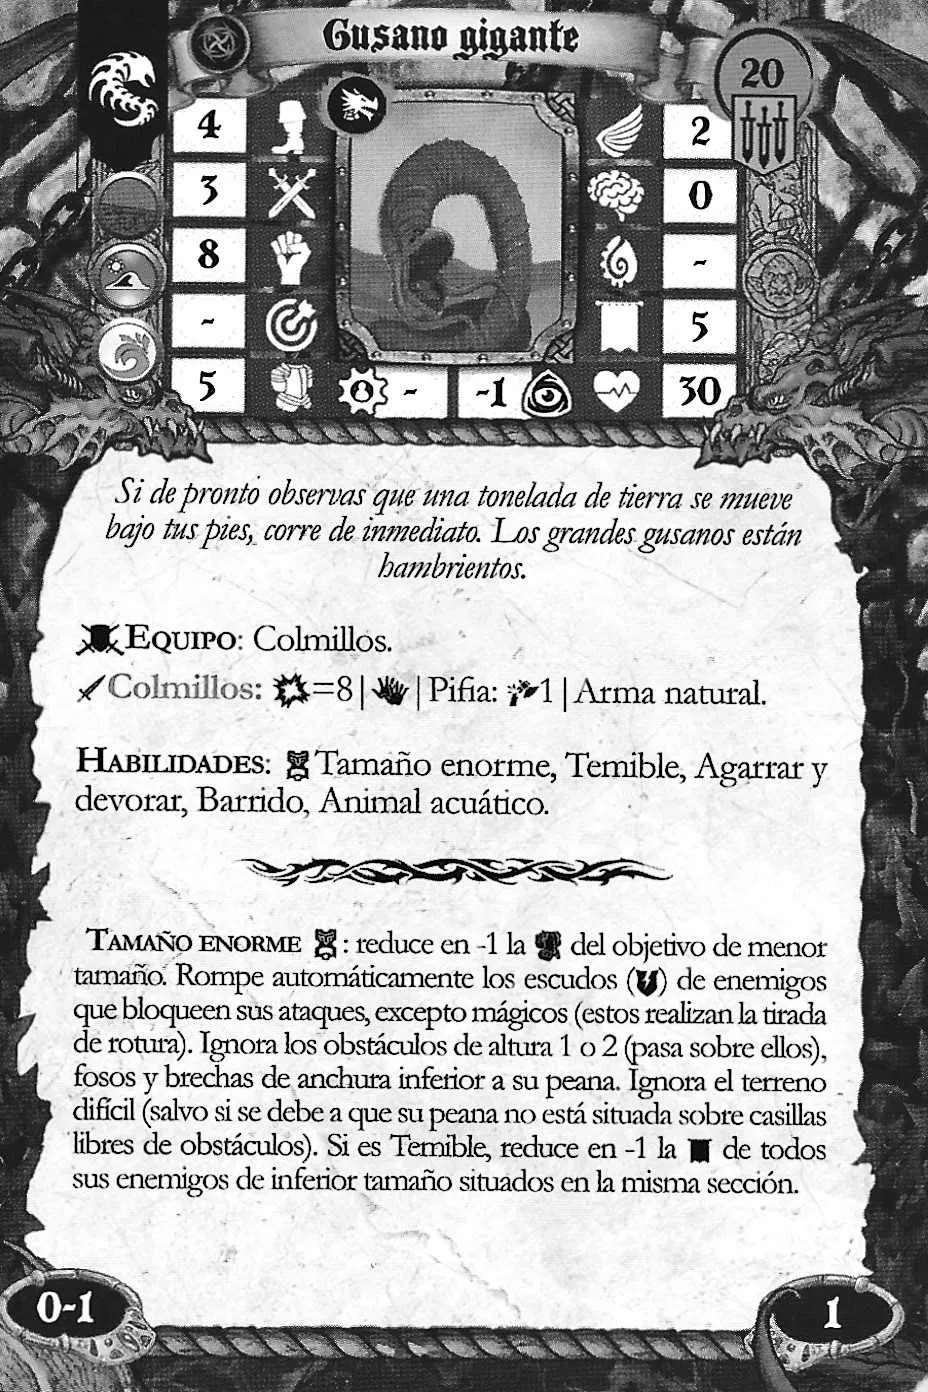 Gusano gigante
20
4
2
3
0
8
-
-
5
5
-
-1
30
Si de pronto observas que una tonelada de tierra se mueve
bajo tus pies, corre de inmediato. Los grandes gusanos están
hambrientos.
EQUIPO: Colmillos.
Colmillos: =8 | | Pifia: 1 | Arma natural.
HABILIDADES: Tamaño enorme, Temible, Agarrar y
devorar, Barrido, Animal acuático.
TAMAÑO ENORME : reduce en -1 la del objetivo de menor
tamaño. Rompe automáticamente los escudos ( ) de enemigos
que bloqueen sus ataques, excepto mágicos (estos realizan la tirada
de rotura). Ignora los obstáculos de altura 1 o 2 (pasa sobre ellos),
fosos y brechas de anchura inferior a su peana. Ignora el terreno
difícil (salvo si se debe a que su peana no está situada sobre casillas
libres de obstáculos). Si es Temible, reduce en -1 la de todos
sus enemigos de inferior tamaño situados en la misma sección.
0-1
1